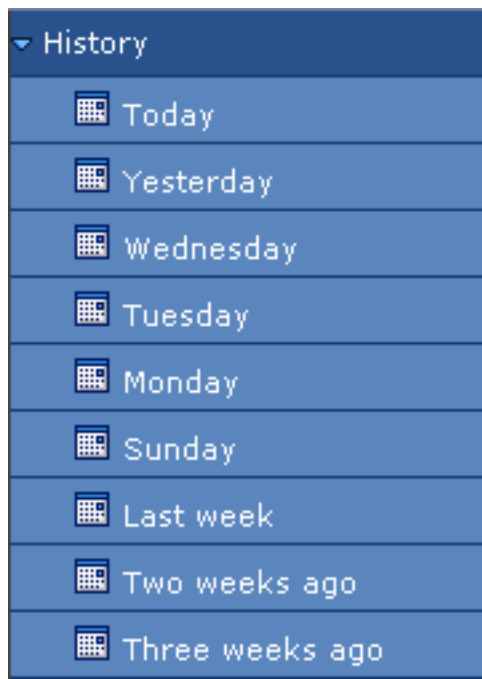 History
Today
Yesterday
Wednesday
Tuesday
Monday
Sunday
Last week
Two weeks ago
Three weeks ago